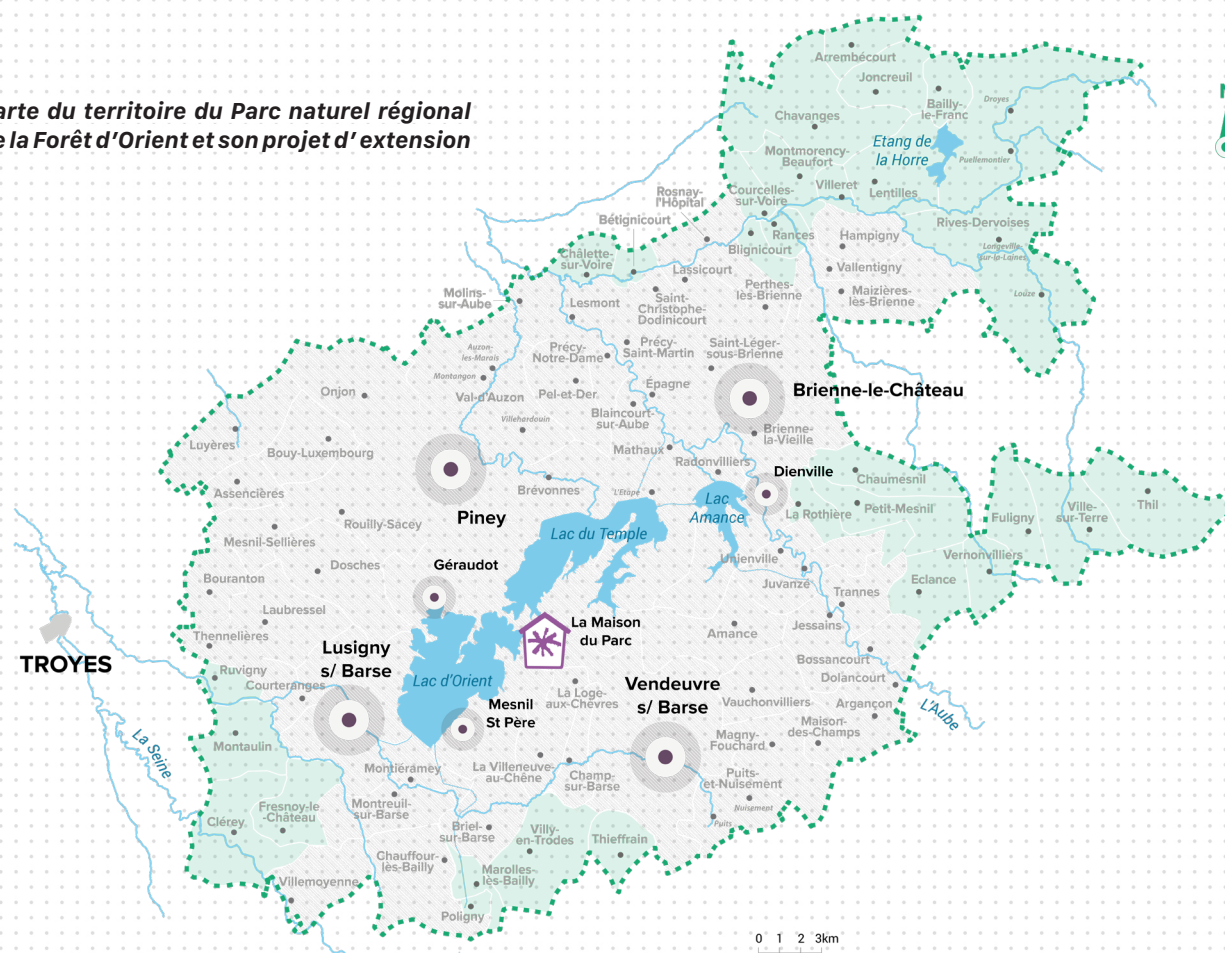 arte du territoire du Parc naturel régional
e la Forêt d'Orient et son projet d' extension
Arrembécourt
Joncreuil
Bailly-
le-Franc
Droyes
Chavanges
Etang de
la Horre
Puellemontier
Montmorency-
Beaufort
Villeret
Lentilles
Rosnay-
l'Hôpital
Courcelles-
sur-Voire
Bétignicourt
Rances
Blignicourt
Hampigny
Rives-Dervoises
Longeville
-sur-la-Laines
Châlette-
sur-Voire
Lassicourt
Vallentigny
Perthes-
lès-Brienne
Maizières-
lès-Brienne
Louze
Molins-
sur-Aube
Lesmont
Saint-
Christophe-
Dodinicourt
Auzon-
les-Marais
Montangon
Val-d'Auzon
Précy-
Notre-Dame
Précy-
Saint-Martin
Saint-Léger-
sous-Brienne
Onjon
Pel-et-Der
Épagne
Brienne-le-Château
Villehardouin
Blaincourt-
sur-Aube
Brienne-
la-Vieille
Luyères
Bouy-Luxembourg
Mathaux
Radonvilliers
Dienville
Assencières
Brévonnes
L'Etape
Lac
Amance
Chaumesnil
La Rothière
Petit-Mesnil
Thil
Ville-
sur-Terre
Fuligny
Piney
Rouilly-Sacey
Lac du Temple
Mesnil-Sellières
Unienville
Vernonvilliers
Dosches
Géraudot
Bouranton
Juvanzé
Eclance
Trannes
Laubressel
La Maison
du Parc
Amance
Jessains
Thennelières
TROYES
Lusigny
s/ Barse
Bossancourt
Dolancourt
Ruvigny
Courteranges
Lac d'Orient
La Loge-
aux-Chèvres
Vendeuvre
s/ Barse
Vauchonvilliers
Argançon
L'Aube
Mesnil
St Père
Maison-
des-Champs
Magny-
Fouchard
Montaulin
La Seine
Montiéramey
La Villeneuve-
au-Chêne
Champ-
sur-Barse
Puits-
et-Nuisement
Nuisement
Puits
Fresnoy-le
-Château
Clérey
Montreuil-
sur-Barse
Briel-
sur-Barse
Villy-
en-Trodes
Thieffrain
Chauffour-
lès-Bailly
Marolles-
lès-Bailly
Villemoyenne
Poligny
0 1 2 3km